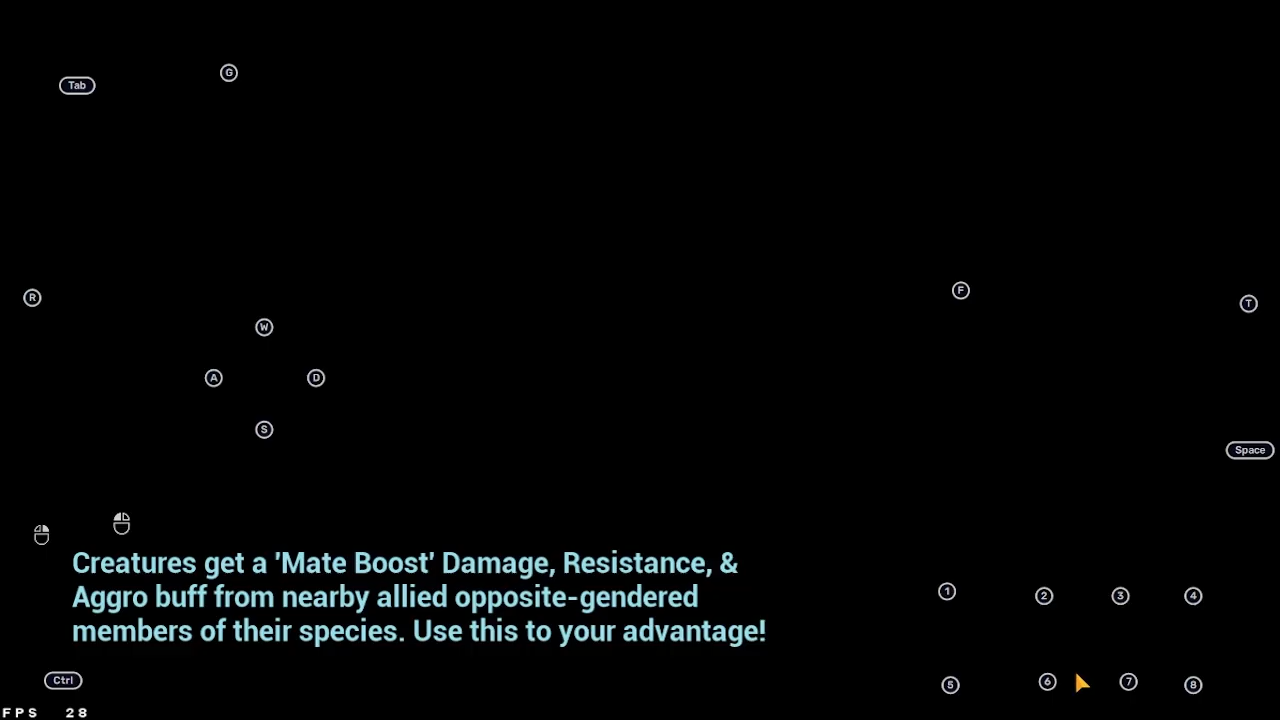 G
Tab
R
F
T
W
A
D
S
Space
Creatures get a 'Mate Boost' Damage, Resistance, &
Aggro buff from nearby allied opposite-gendered
members of their species. Use this to your advantage!
1
2
3
4
Ctrl
5
6
7
8
FPS 28